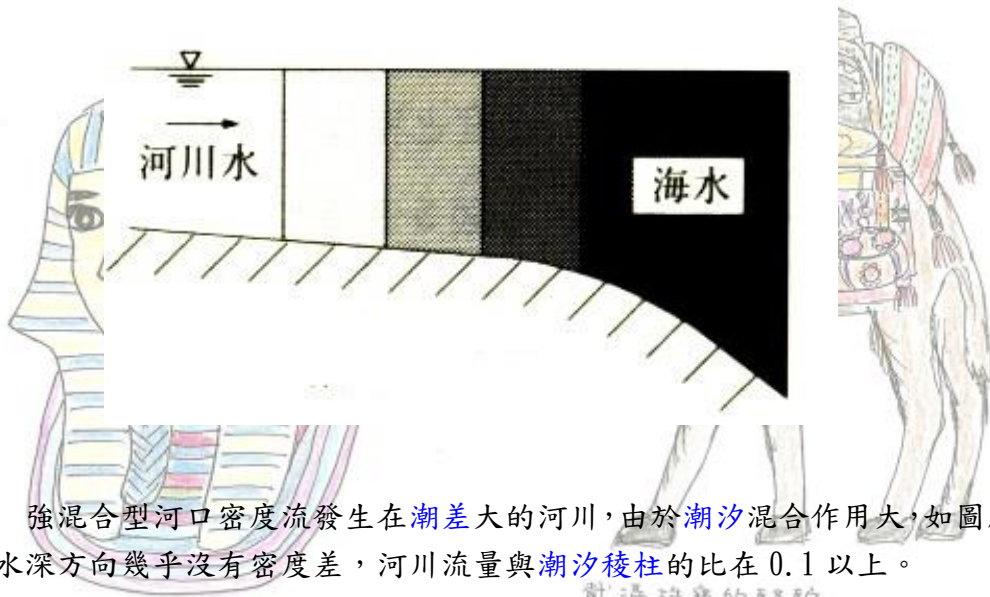 河川水
海水
強混合型河口密度流發生在潮差大的河川,由於潮汐混合作用大,如圖
水深方向幾乎沒有密度差,河川流量與潮汐稜柱的比在 0.1 以上。